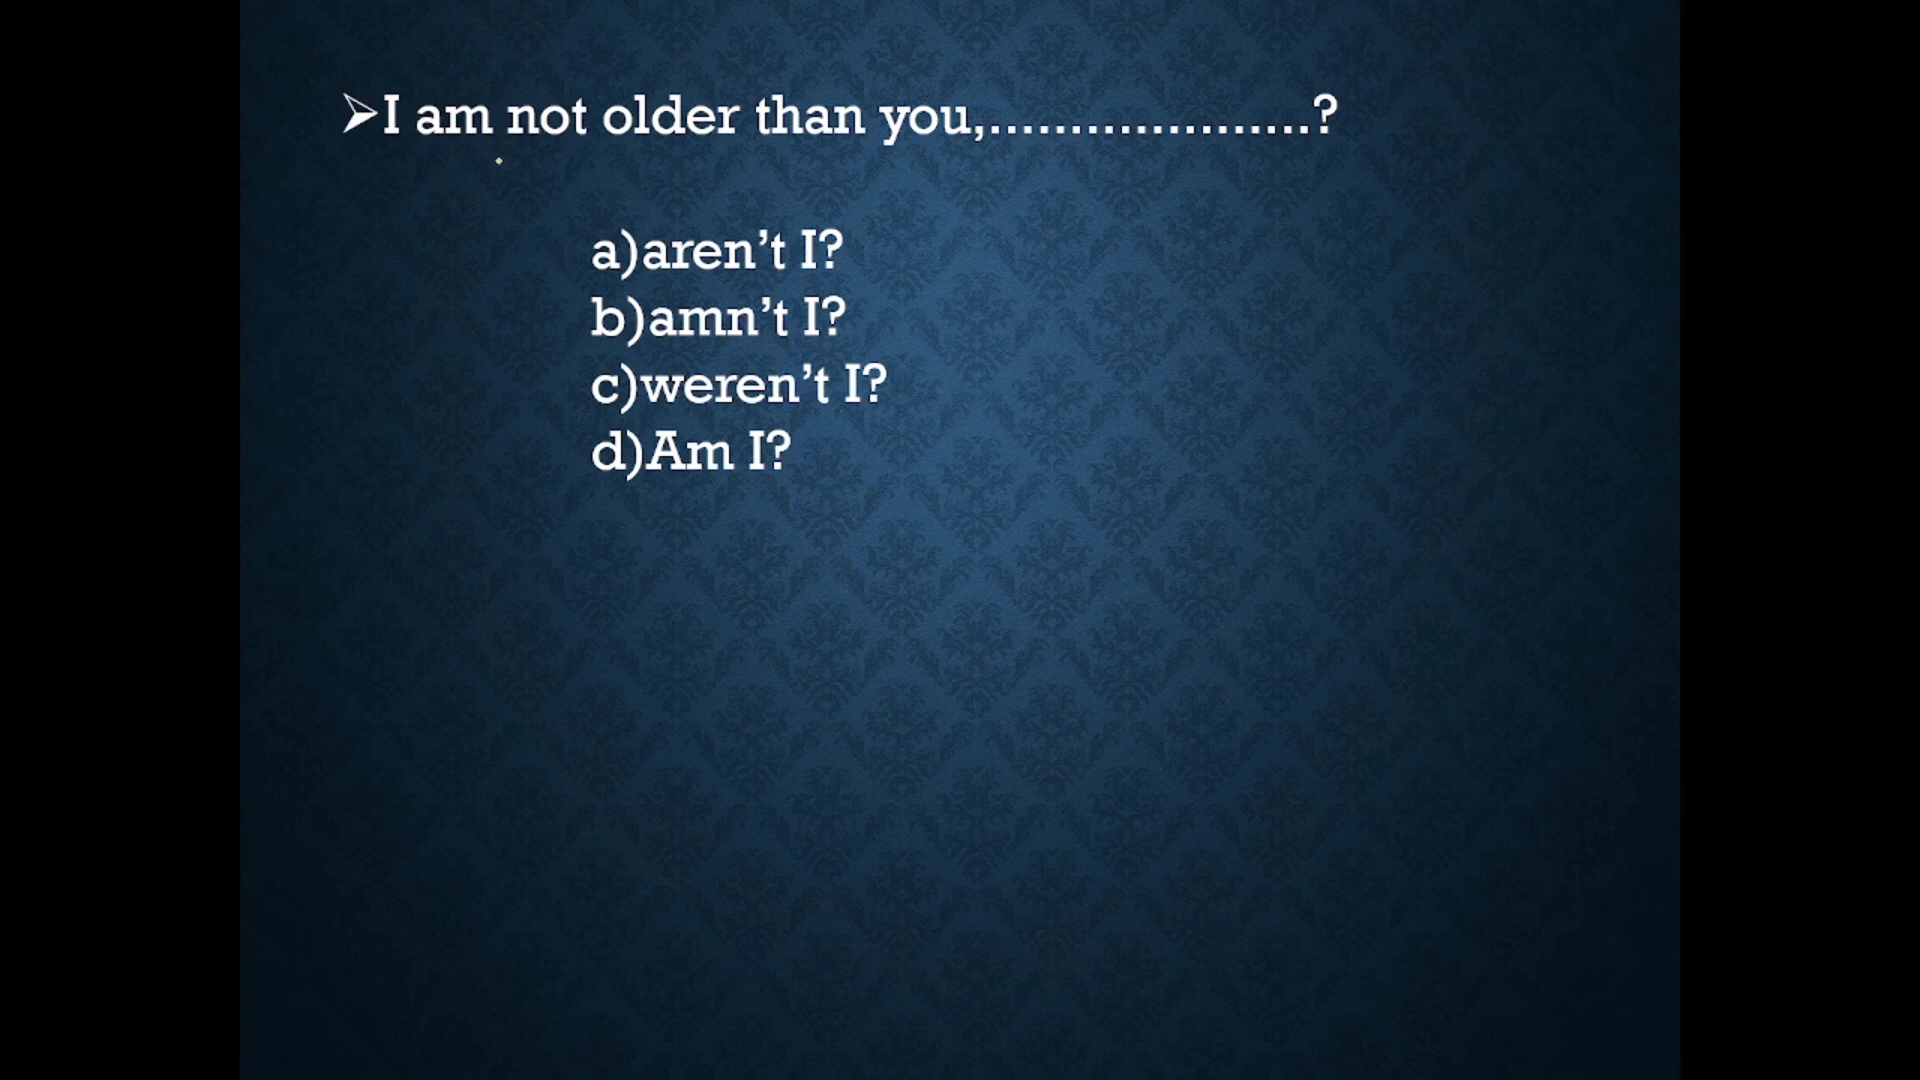 ➢I am not older than you,....................?
a)aren’t I?
b)amn’t I?
c)weren’t I?
d)Am I?